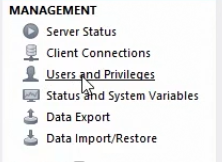 MANAGEMENT
Server Status
Client Connections
Users and Privileges
Status and System Variables
Data Export
Data Import/Restore